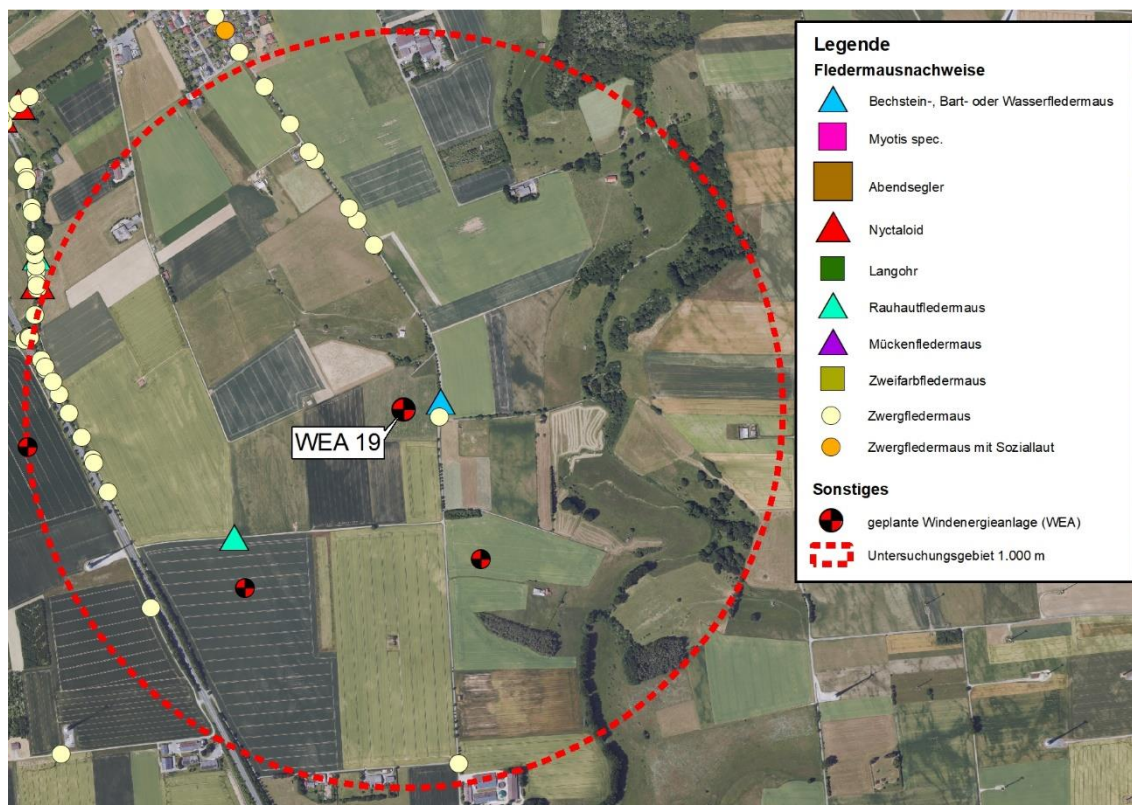 Legende
Fledermausnachweise
Bechstein-, Bart- oder Wasserfledermaus
Myotis spec.
Abendsegler
Nyctaloid
Langohr
Rauhautfledermaus
Mückenfledermaus
Zweifarbfledermaus
Zwergfledermaus
Zwergfledermaus mit Soziallaut
Sonstiges
geplante Windenergieanlage (WEA)
Untersuchungsgebiet 1.000 m
WEA 19